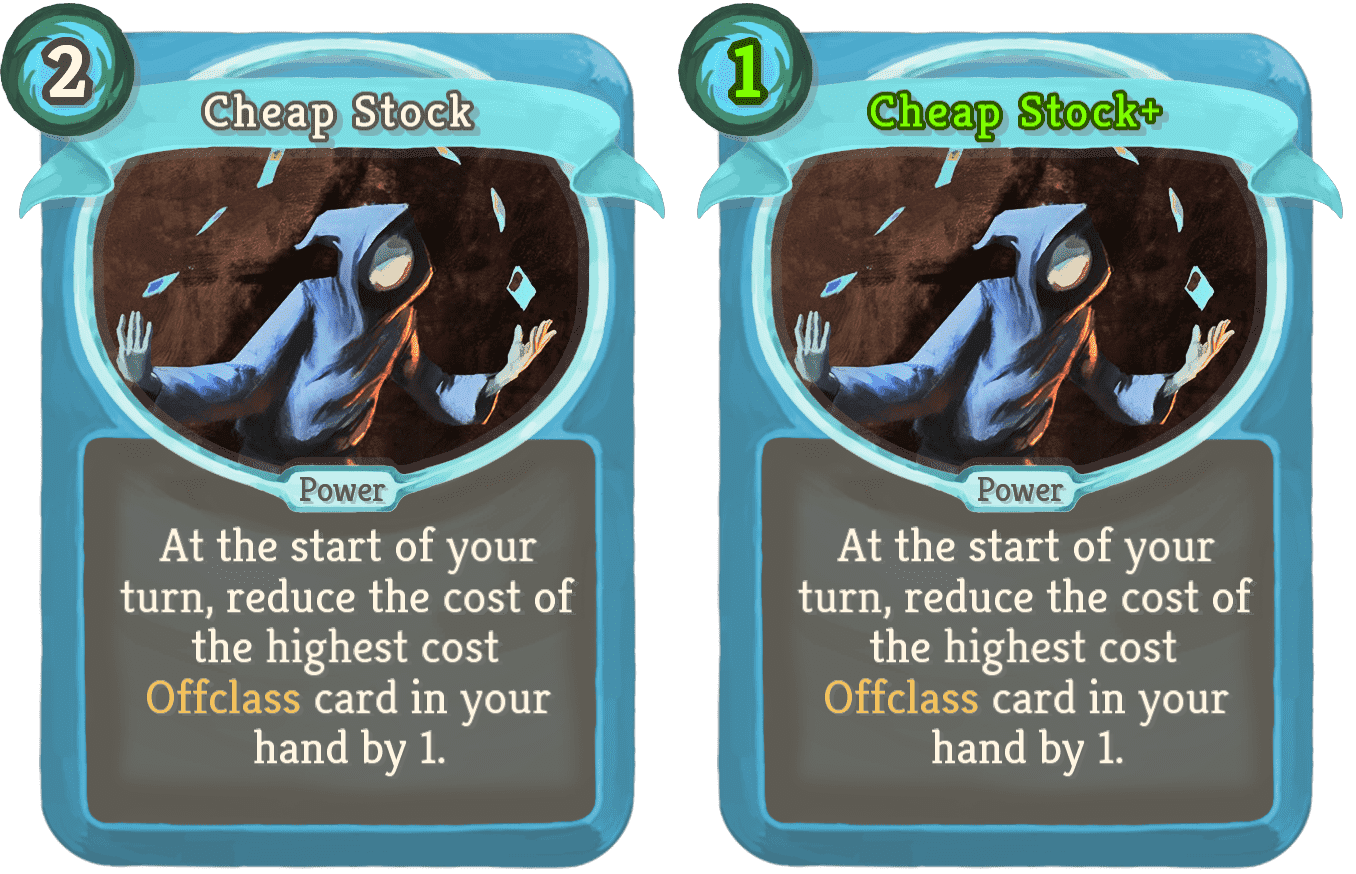 2
Cheap Stock
Power
At the start of your
turn, reduce the cost of
the highest cost
Offclass card in your
hand by 1.
1
Cheap Stock+
Power
At the start of your
turn, reduce the cost of
the highest cost
Offclass card in your
hand by 1.